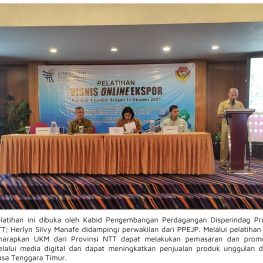 PELATIHAN
BISNIS ONLINE EKSPOR
latihan ini dibuka oleh Kabid Pengembangan Perdagangan Disperindag Pro
TT; Herlyn Silvy Manafe didampingi perwakilan dari PPEJP. Melalui pelatihan
harapkan UKM dari Provinsi NTT dapat melakukan pemasaran dan prom
elalui media digital dan dapat meningkatkan penjualan produk unggulan d
usa Tenggara Timur.